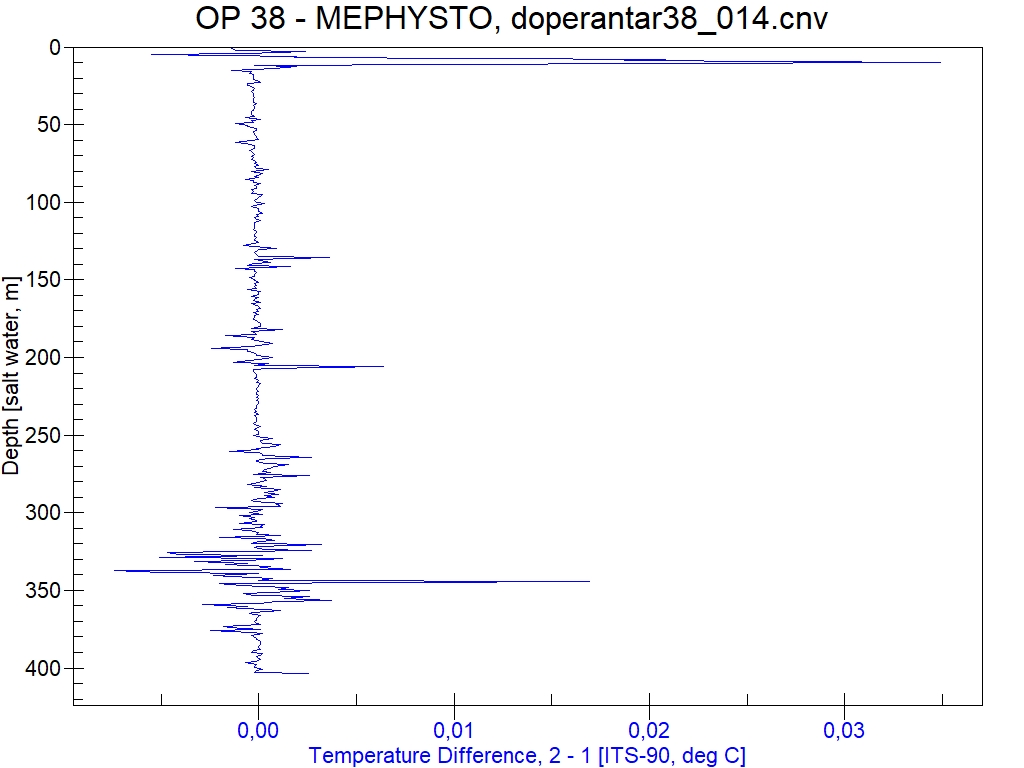 OP 38 - MEPHYSTO, doperantar38_014.cnv
0
50
100
150
200
250
300
350
400
Depth [salt water, m]
0,00 0,01 0,02 0,03
Temperature Difference, 2 - 1 [ITS-90, deg C]